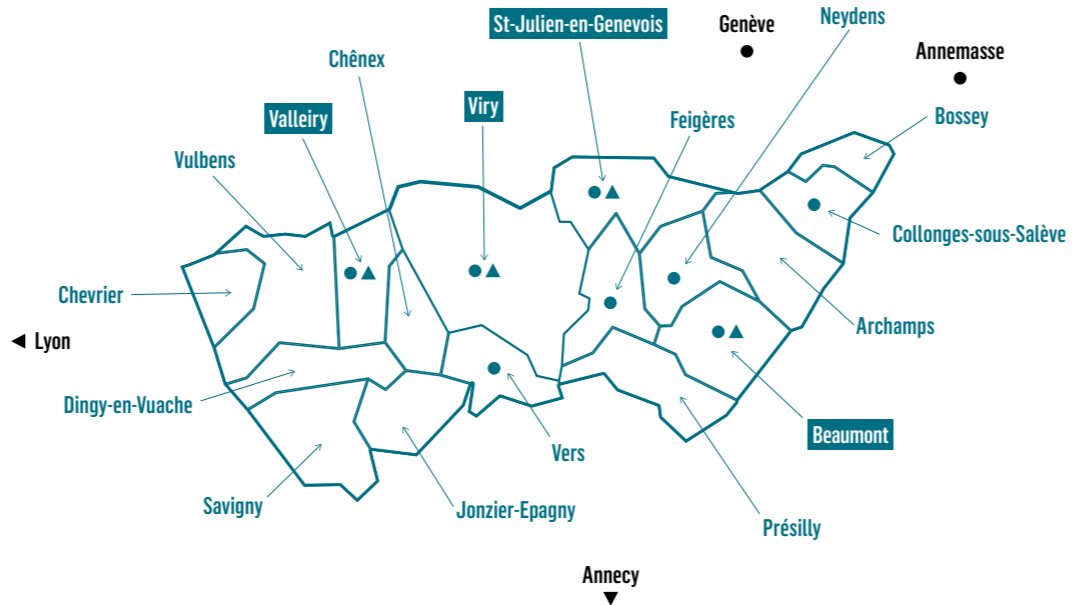 Neydens
St-Julien-en-Genevois
Genève
Annemasse
Chênex
Viry
Valleiry
Feigères
Bossey
Vulbens
Collonges-sous-Salève
Chevrier
Archamps
Lyon
Dingy-en-Vuache
Beaumont
Vers
Savigny
Jonzier-Epagny
Présilly
Annecy